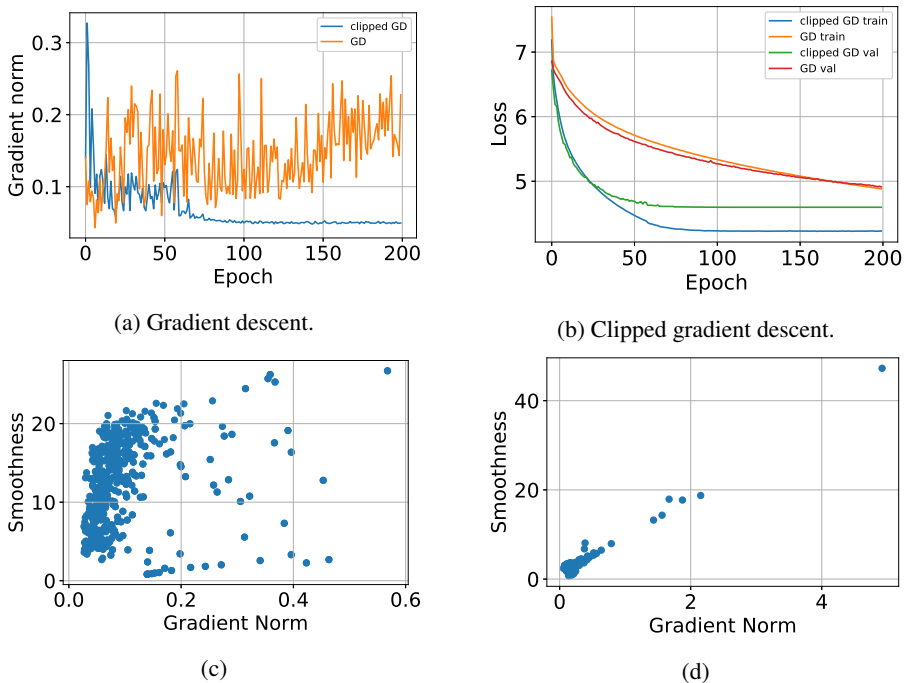 clipped GD
GD
Gradient norm
0.3
0.2
0.1
0 50 100 150 200
Epoch
(a) Gradient descent.
clipped GD train
GD train
clipped GD val
GD val
Loss
7
6
5
0 50 100 150 200
Epoch
(b) Clipped gradient descent.
Smoothness
20
10
0
0.0 0.2 0.4 0.6
Gradient Norm
(c)
Smoothness
40
20
0
0 2 4
Gradient Norm
(d)